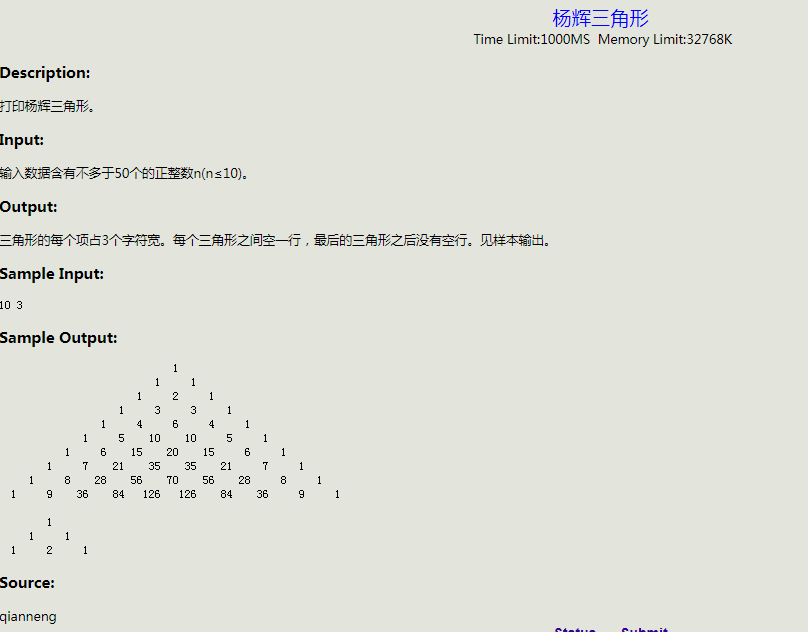 杨辉三角形
Time Limit:1000MS  Memory Limit:32768K
Description:
打印杨辉三角形。
Input:
输入数据含有不多于50个的正整数n(n≤10)。
Output:
三角形的每个项占3个字符宽。每个三角形之间空一行，最后的三角形之后没有空行。见样本输出。
Sample Input:
10 3
Sample Output:
                             1
                          1     1
                       1     2     1
                    1     3     3     1
                 1     4     6     4     1
              1     5    10    10     5     1
           1     6    15    20    15     6     1
        1     7    21    35    35    21     7     1
     1     8    28    56    70    56    28     8     1
  1     9    36    84   126   126    84    36     9     1

        1
     1     1
  1     2     1
Source:
qianneng
Status  Submit